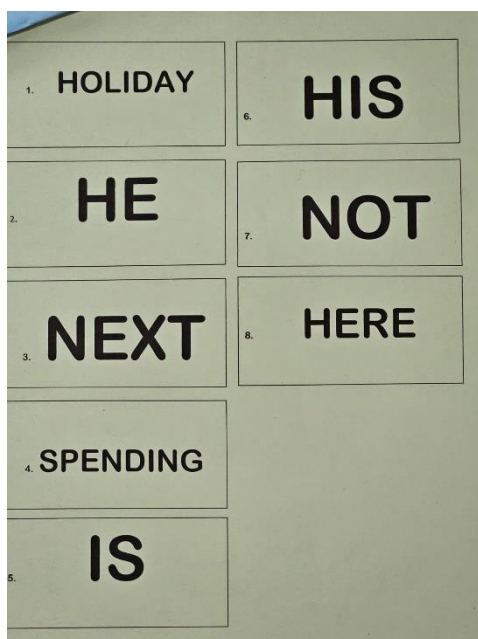 1. HOLIDAY
2. HE
3. NEXT
4. SPENDING
5. IS
6. HIS
7. NOT
8. HERE